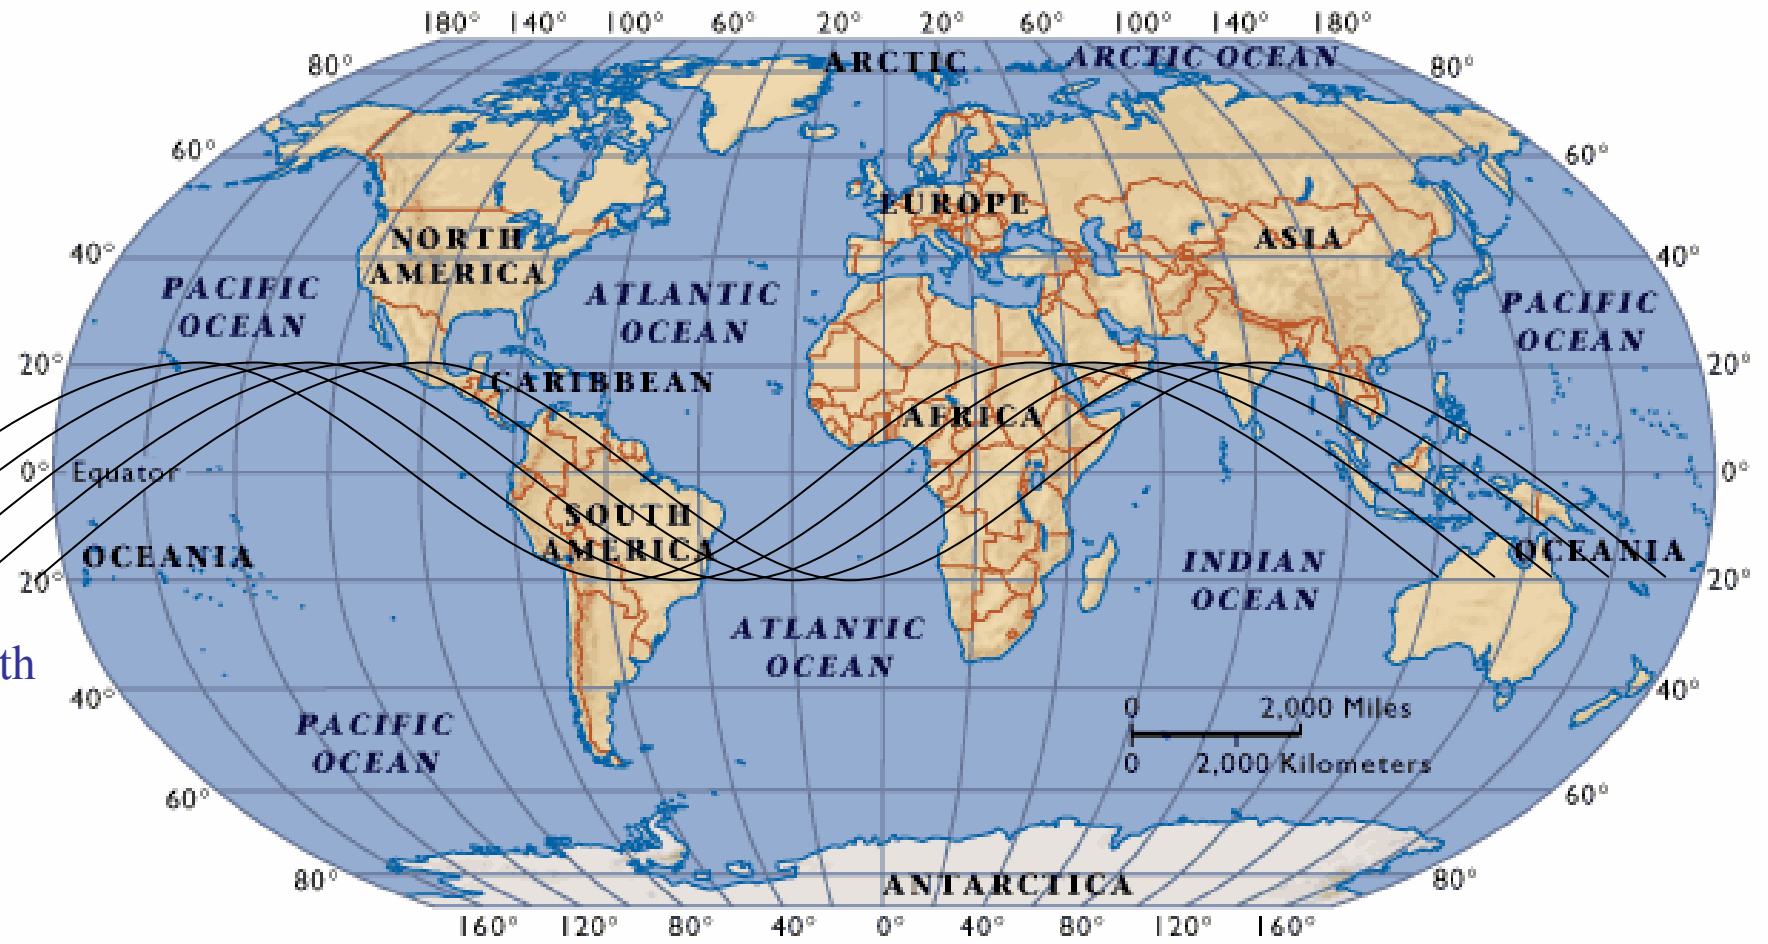 180° 140° 100° 60° 20° 20° 60° 100° 140° 180°
ARCTIC
ARCTIC OCEAN
80°
80°
60°
60°
EUROPE
NORTH
AMERICA
ASIA
40°
40°
PACIFIC
OCEAN
ATLANTIC
OCEAN
PACIFIC
OCEAN
20°
20°
CARIBBEAN
AFRICA
0°
Equator
0°
SOUTH
AMERICA
OCEANIA
OCEANIA
INDIAN
OCEAN
20°
20°
ATLANTIC
OCEAN
th
40°
40°
PACIFIC
OCEAN
0 2,000 Miles
0 2,000 Kilometers
60°
60°
80°
80°
ANTARCTICA
160° 120° 80° 40° 0° 40° 80° 120° 160°